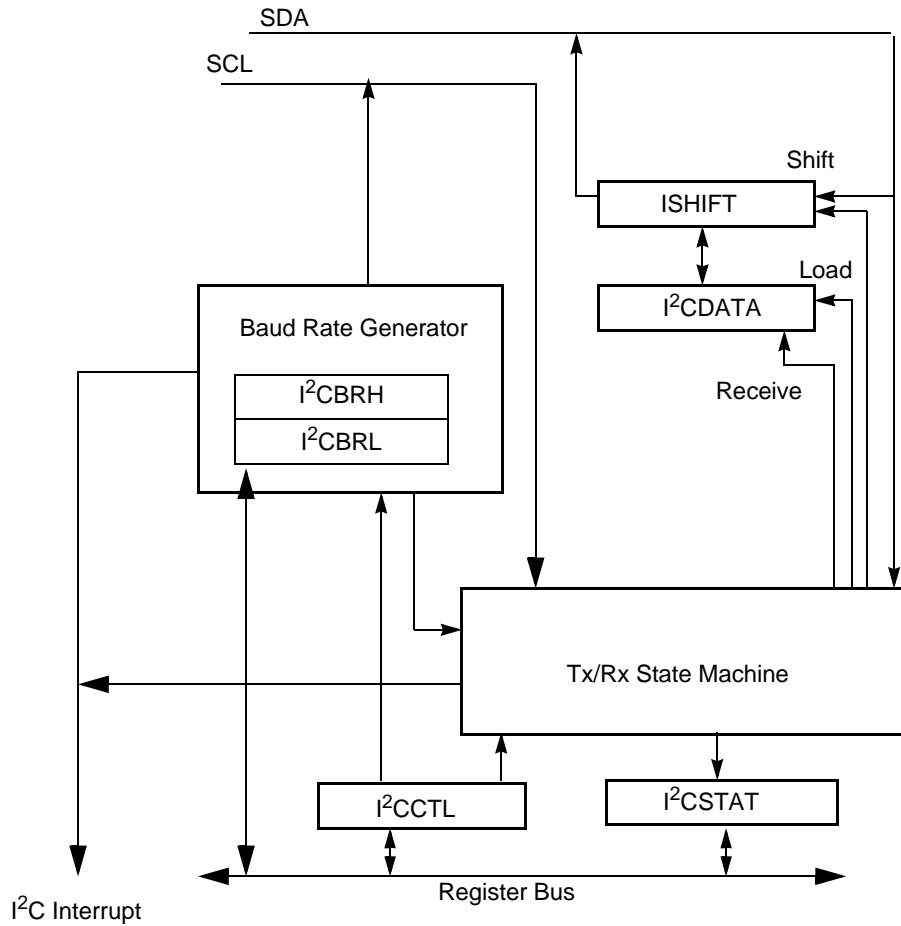 SDA
SCL
Shift
ISHIFT
Load
I²CDATA
Baud Rate Generator
Receive
I²CBRH
I²CBRL
Tx/Rx State Machine
I²CCTL
I²CSTAT
Register Bus
I²C Interrupt